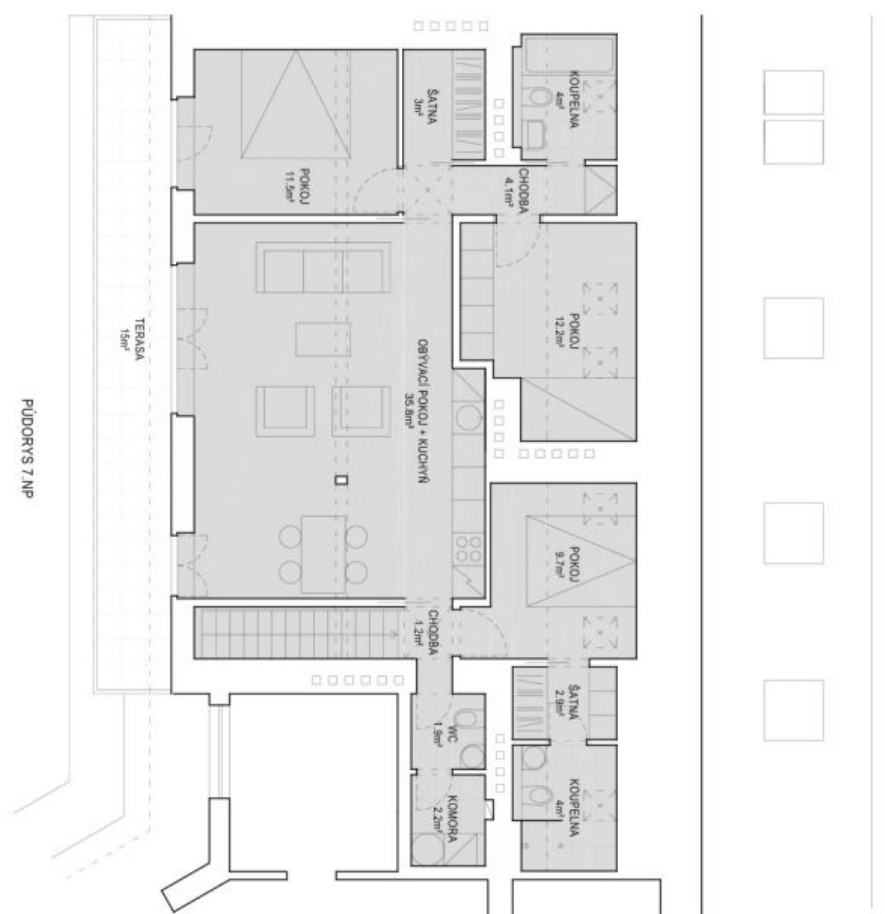 POKOJ
11.5m²
ŠATNA
3m²
KOUPELNA
4m²
CHODBA
4.1m²
POKOJ
12.2m²
OBÝVACÍ POKOJ + KUCHYŇ
35.8m²
TERASA
15m²
PŮDORYS 7.NP
POKOJ
9.7m²
CHODBA
1.2m²
ŠATNA
2.9m²
WC
1.9m²
KOMORA
2.2m²
KOUPELNA
4m²